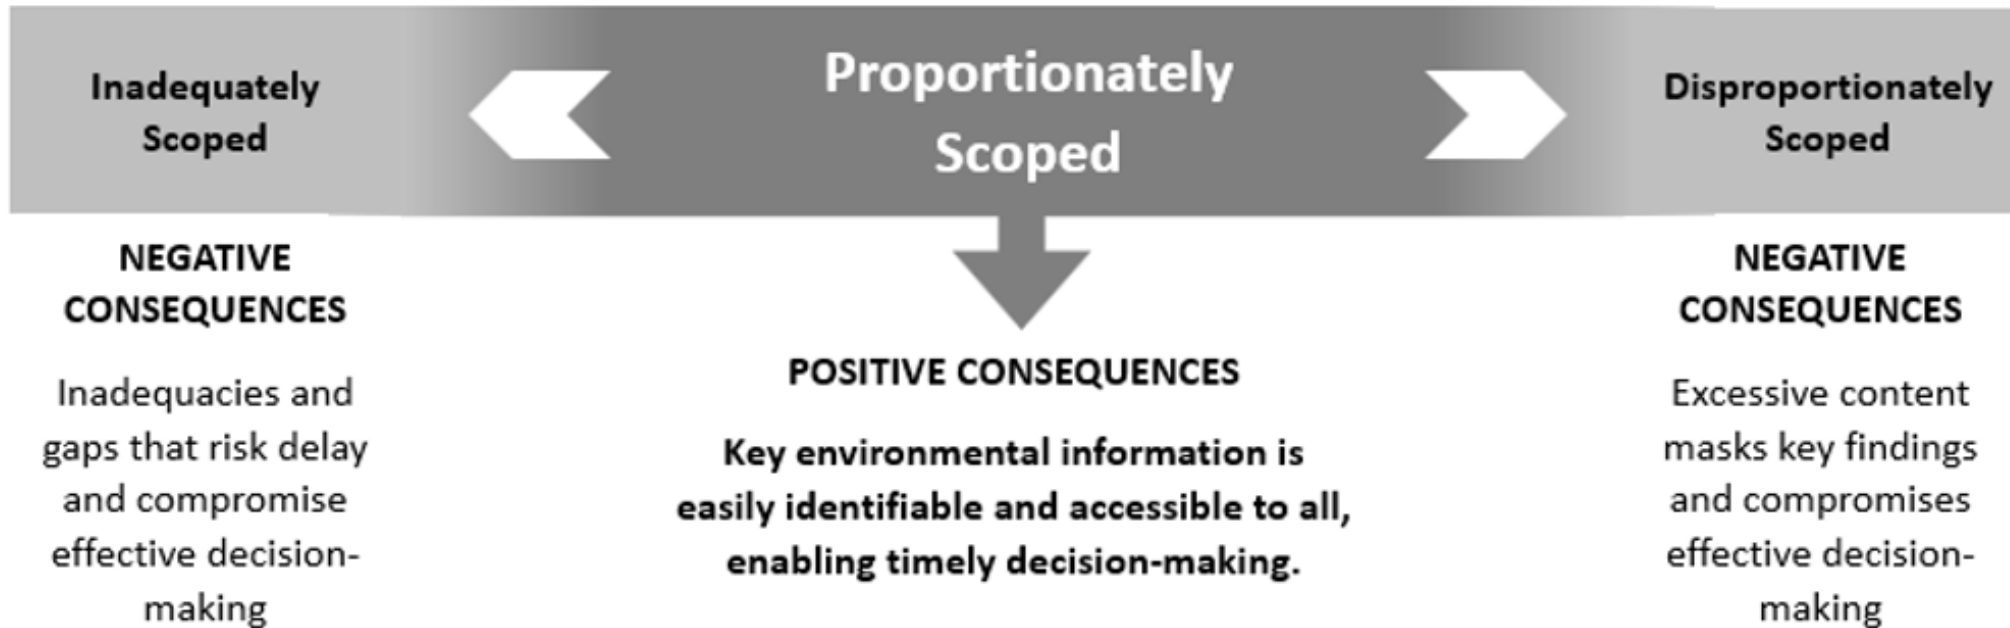 Inadequately
Scoped
Proportionately
Scoped
Disproportionately
Scoped
NEGATIVE
CONSEQUENCES
Inadequacies and
gaps that risk delay
and compromise
effective decision-
making
POSITIVE CONSEQUENCES
Key environmental information is
easily identifiable and accessible to all,
enabling timely decision-making.
NEGATIVE
CONSEQUENCES
Excessive content
masks key findings
and compromises
effective decision-
making